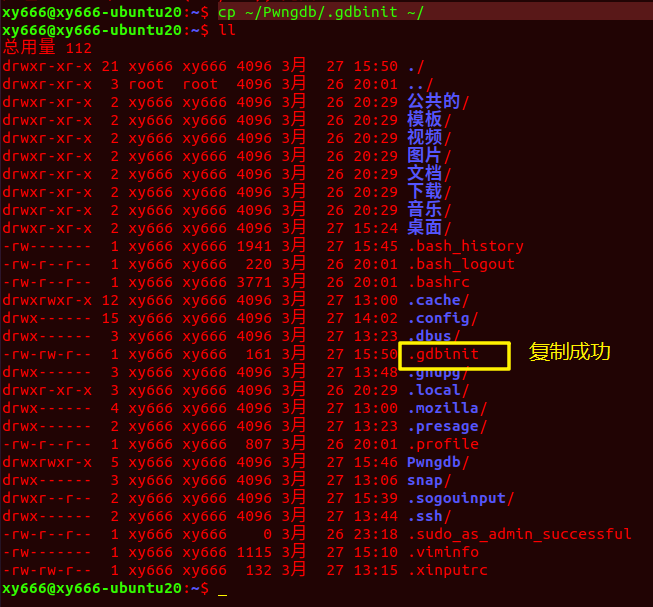 xy666@xy666-ubuntu20:~$ cp ~/Pwngdb/.gdbinit ~/
xy666@xy666-ubuntu20:~$ ll
总用量 112
drwxr-xr-x 21 xy666 xy666 4096 3月  27 15:50 ./
drwxr-xr-x  3 root  root  4096 3月  26 20:01 ../
drwxr-xr-x  2 xy666 xy666 4096 3月  26 20:29 公共的/
drwxr-xr-x  2 xy666 xy666 4096 3月  26 20:29 模板/
drwxr-xr-x  2 xy666 xy666 4096 3月  26 20:29 视频/
drwxr-xr-x  2 xy666 xy666 4096 3月  26 20:29 图片/
drwxr-xr-x  2 xy666 xy666 4096 3月  26 20:29 文档/
drwxr-xr-x  2 xy666 xy666 4096 3月  26 20:29 下载/
drwxr-xr-x  2 xy666 xy666 4096 3月  26 20:29 音乐/
drwxr-xr-x  2 xy666 xy666 4096 3月  27 15:24 桌面/
-rw-------  1 xy666 xy666 1941 3月  27 15:45 .bash_history
-rw-r--r--  1 xy666 xy666  220 3月  26 20:01 .bash_logout
-rw-r--r--  1 xy666 xy666 3771 3月  26 20:01 .bashrc
drwxrwxr-x 12 xy666 xy666 4096 3月  27 13:00 .cache/
drwx------ 15 xy666 xy666 4096 3月  27 14:02 .config/
drwx------  3 xy666 xy666 4096 3月  27 13:23 .dbus/
-rw-rw-r--  1 xy666 xy666  161 3月  27 15:50 .gdbinit 复制成功
drwx------  3 xy666 xy666 4096 3月  27 13:48 .gnupg/
drwxr-xr-x  3 xy666 xy666 4096 3月  26 20:29 .local/
drwx------  4 xy666 xy666 4096 3月  27 13:00 .mozilla/
drwx------  2 xy666 xy666 4096 3月  27 13:23 .presage/
-rw-r--r--  1 xy666 xy666  807 3月  26 20:01 .profile
drwxrwxr-x  5 xy666 xy666 4096 3月  27 15:46 Pwngdb/
drwx------  3 xy666 xy666 4096 3月  27 13:06 snap/
drwxr--r--  2 xy666 xy666 4096 3月  27 15:39 .sogouinput/
drwx------  2 xy666 xy666 4096 3月  27 13:44 .ssh/
-rw-r--r--  1 xy666 xy666    0 3月  26 23:18 .sudo_as_admin_successful
-rw-------  1 xy666 xy666 1115 3月  27 15:10 .viminfo
-rw-rw-r--  1 xy666 xy666  132 3月  27 13:15 .xinputrc
xy666@xy666-ubuntu20:~$ _